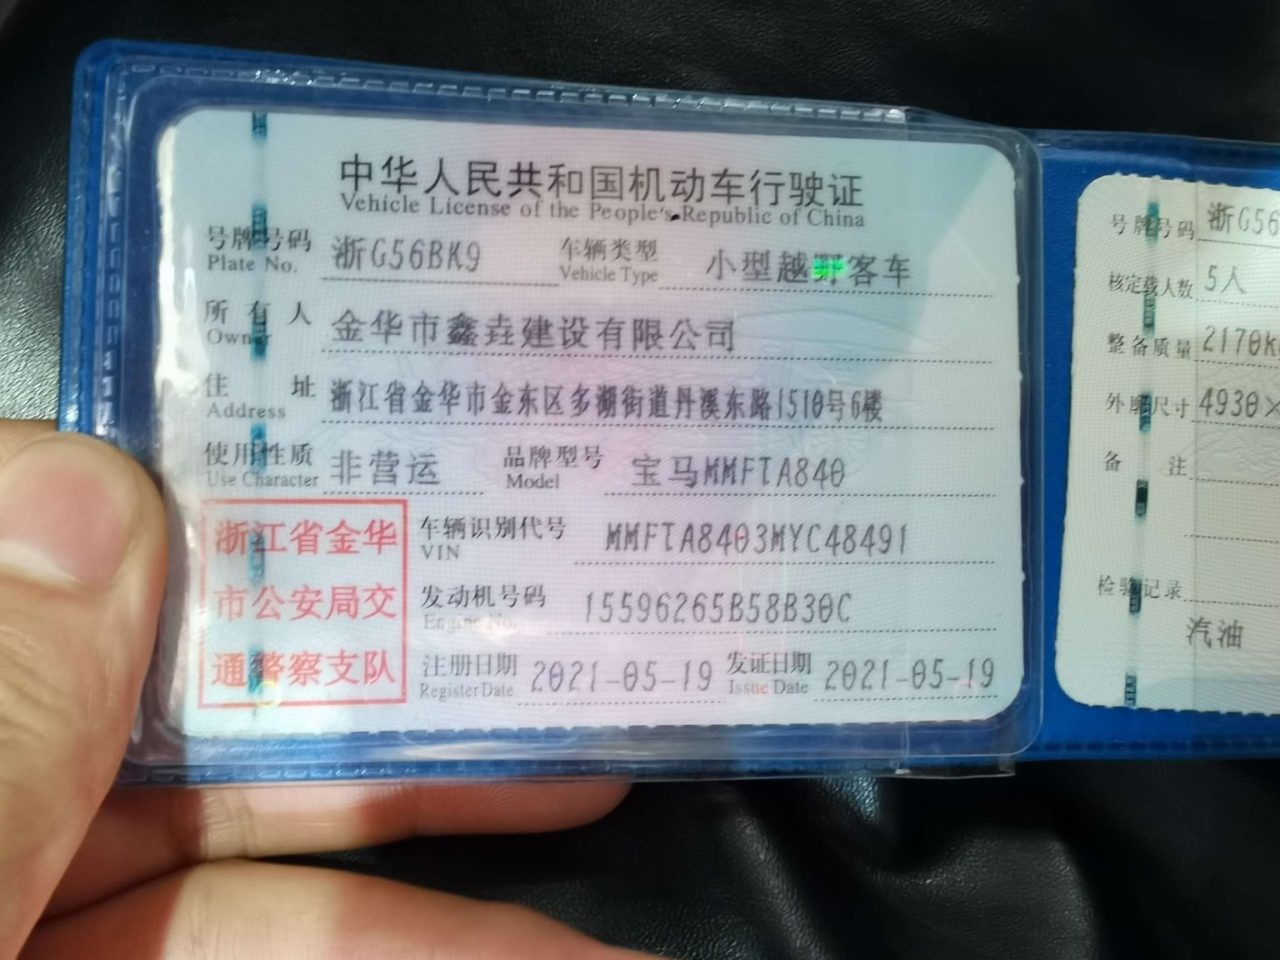 中华人民共和国机动车行驶证
Vehicle License of the People's Republic of China
号牌号码 浙G56BK9 车辆类型 小型越野客车
Plate No. Vehicle Type
所有人 金华市鑫垚建设有限公司
Owner
住址 浙江省金华市金东区多湖街道丹溪东路1510号6楼
Address
使用性质 非营运 品牌型号 宝马MMFTA840
Use Character Model
浙江省金华
市公安局交
通警察支队
车辆识别代号 MMFTA8403MYC48491
VIN
发动机号码 15596265B58B30C
Engine No.
注册日期 2021-05-19 发证日期 2021-05-19
Register Date Issue Date
号牌号码 浙G56
核定载人数 5人
整备质量 2170k
外廓尺寸 4930×
备注
检验记录
汽油